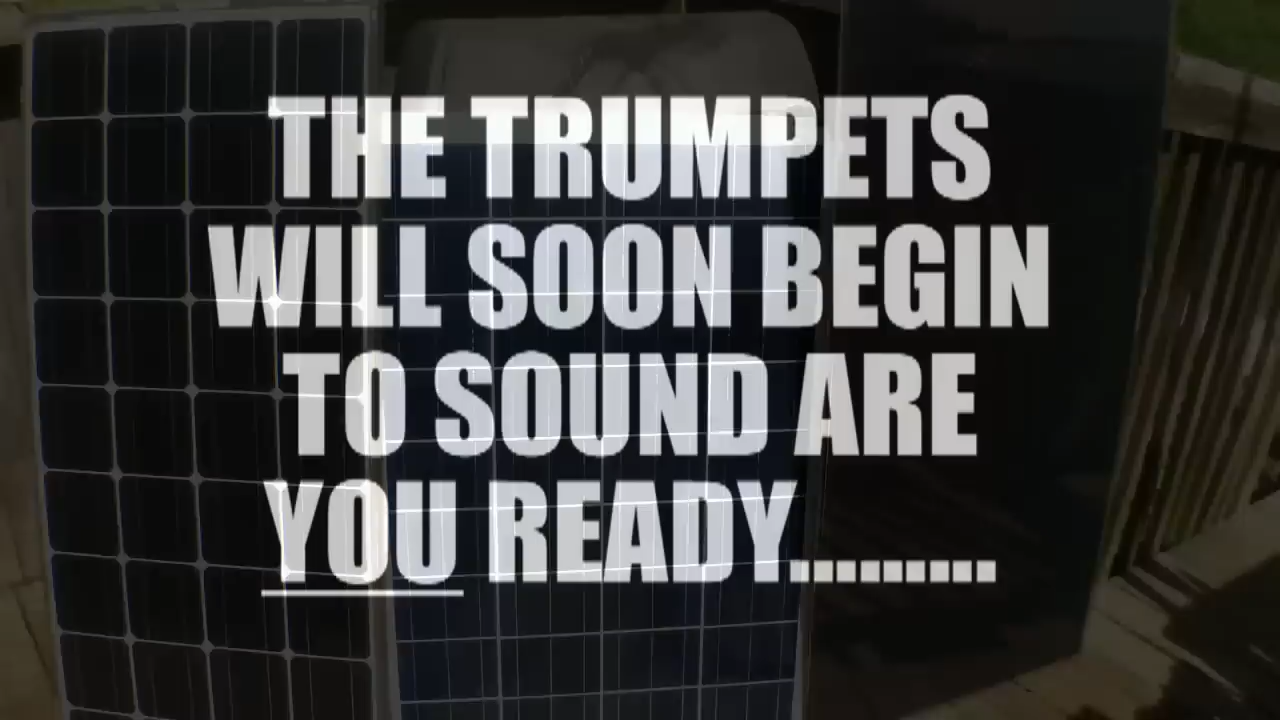 THE TRUMPETS
WILL SOON BEGIN
TO SOUND ARE
YOU READY.........